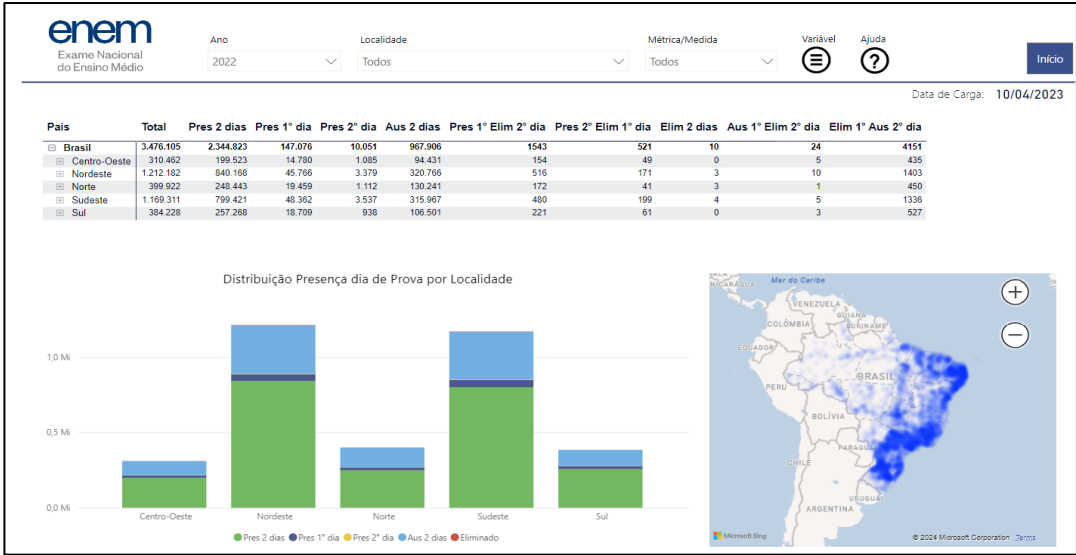 enem
Exame Nacional
do Ensino Médio
Ano
2022
Localidade
Todos
Métrica/Medida
Todos
Variável
Ajuda
?
Início
Data de Carga: 10/04/2023
Pais Total Pres 2 dias Pres 1° dia Pres 2° dia Aus 2 dias Pres 1° Elim 2° dia Pres 2° Elim 1° dia Elim 2 dias Aus 1° Elim 2° dia Elim 1° Aus 2° dia
Brasil 3.476.105 2.344.823 147.076 10.051 967.906 1543 521 10 24 4151
Centro-Oeste 310.462 199.523 14.780 1.085 94.431 154 49 0 5 435
Nordeste 1.212.182 840.168 45.766 3.379 320.766 516 171 3 10 1403
Norte 399.922 248.443 19.459 1.112 130.241 172 41 3 1 450
Sudeste 1.169.311 799.421 48.362 3.537 315.967 480 199 4 5 1336
Sul 384.228 257.268 18.709 938 106.501 221 61 0 3 527
Distribuição Presença dia de Prova por Localidade
1,0 Mi
0,5 Mi
0,0 Mi
Centro-Oeste Nordeste Norte Sudeste Sul
Pres 2 dias Pres 1° dia Pres 2° dia Aus 2 dias Eliminado
Mar do Caribe
NICARÁGUA
VENEZUELA
GUIANA
COLÔMBIA
SURINAME
EQUADOR
BRASIL
PERU
BOLÍVIA
PARAGUAI
CHILE
URUGUAI
ARGENTINA
Microsoft Bing
© 2024 Microsoft Corporation Terms